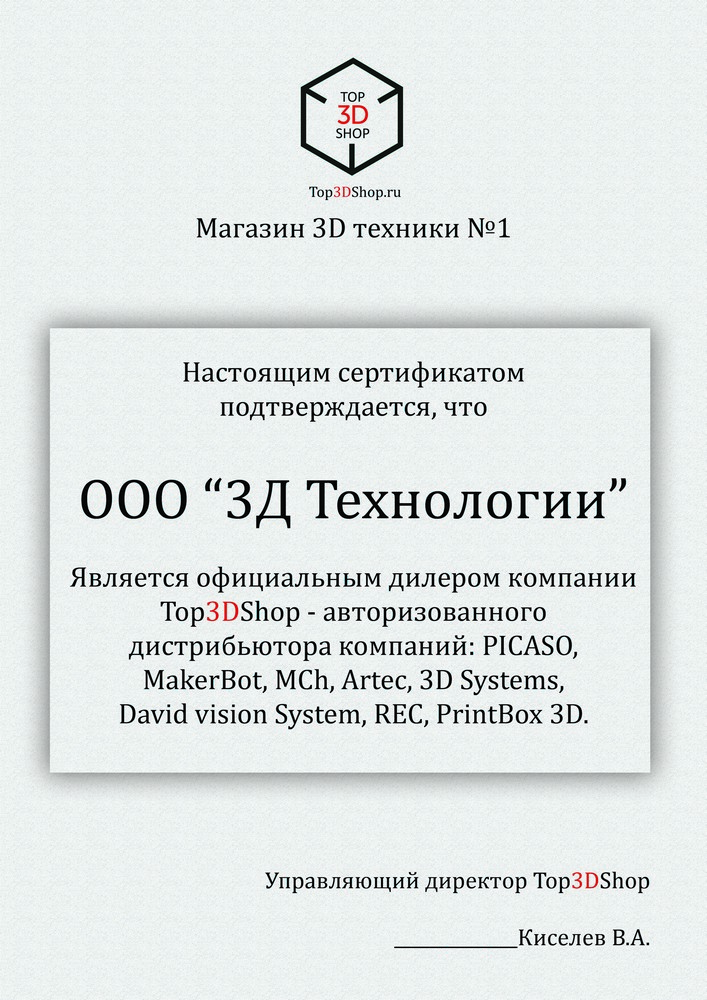 TOP
3D
SHOP
Top3DShop.ru
Магазин 3D техники №1
Настоящим сертификатом
подтверждается, что
ООО “3Д Технологии”
Является официальным дилером компании
Top3DShop - авторизованного
дистрибьютора компаний: PICASO,
MakerBot, MCh, Artec, 3D Systems,
David vision System, REC, PrintBox 3D.
Управляющий директор Top3DShop
____________Киселев В.А.